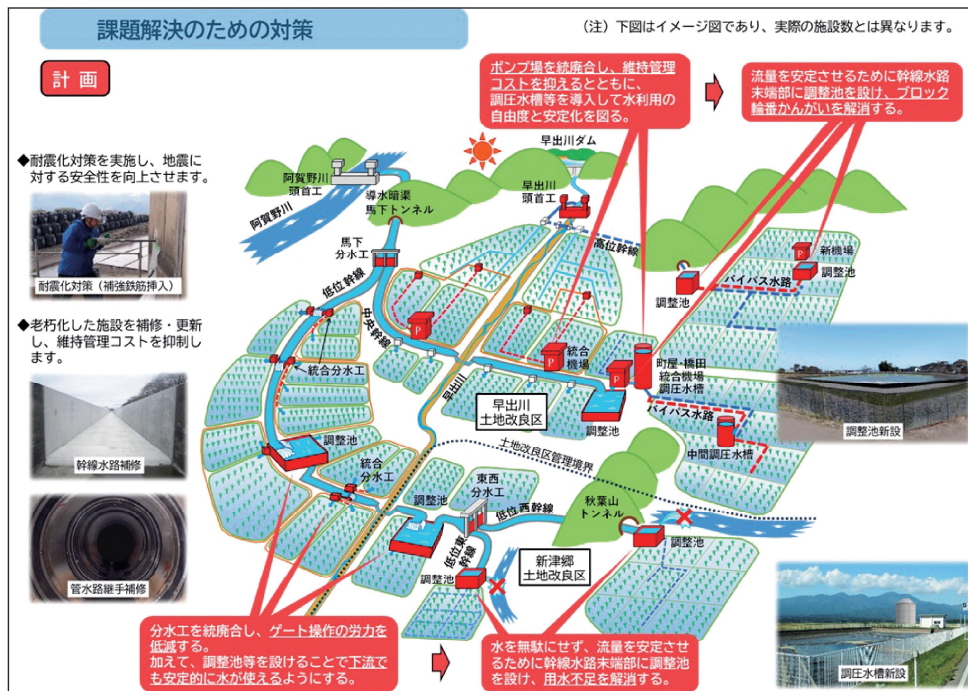 課題解決のための対策
(注)下図はイメージ図であり、実際の施設数とは異なります。
計画
ポンプ場を統廃合し、維持管理
コストを抑えるとともに、
調圧水槽等を導入して水利用の
自由度と安定化を図る。
流量を安定させるために幹線水路
末端部に調整池を設け、ブロック
輪番かんがいを解消する。
◆耐震化対策を実施し、地震に
対する安全性を向上させます。
耐震化対策(補強鉄筋挿入)
◆老朽化した施設を補修・更新
し、維持管理コストを抑制し
ます。
幹線水路補修
管水路継手補修
阿賀野川
頭首工
阿賀野川
導水暗渠
馬下トンネル
馬下
分水工
早出川ダム
早出川
頭首工
高位幹線
低位幹線
中央幹線
P
統合分水工
調整池
統合
分水工
早出川
早出川
土地改良区
P
統合
機場
P
調整池
町屋・橋田
統合機場
調圧水槽
調整池
バイパス水路
P
新機場
調整池
バイパス水路
中間調圧水槽
調整池新設
土地改良区管理境界
調整池
東西
分水工
低位西幹線
秋葉山
トンネル
調整池
低位東
幹線
調整池
新津郷
土地改良区
分水工を統廃合し、ゲート操作の労力を
低減する。
加えて、調整池等を設けることで下流で
も安定的に水が使えるようにする。
水を無駄にせず、流量を安定させ
るために幹線水路末端部に調整池
を設け、用水不足を解消する。
調圧水槽新設